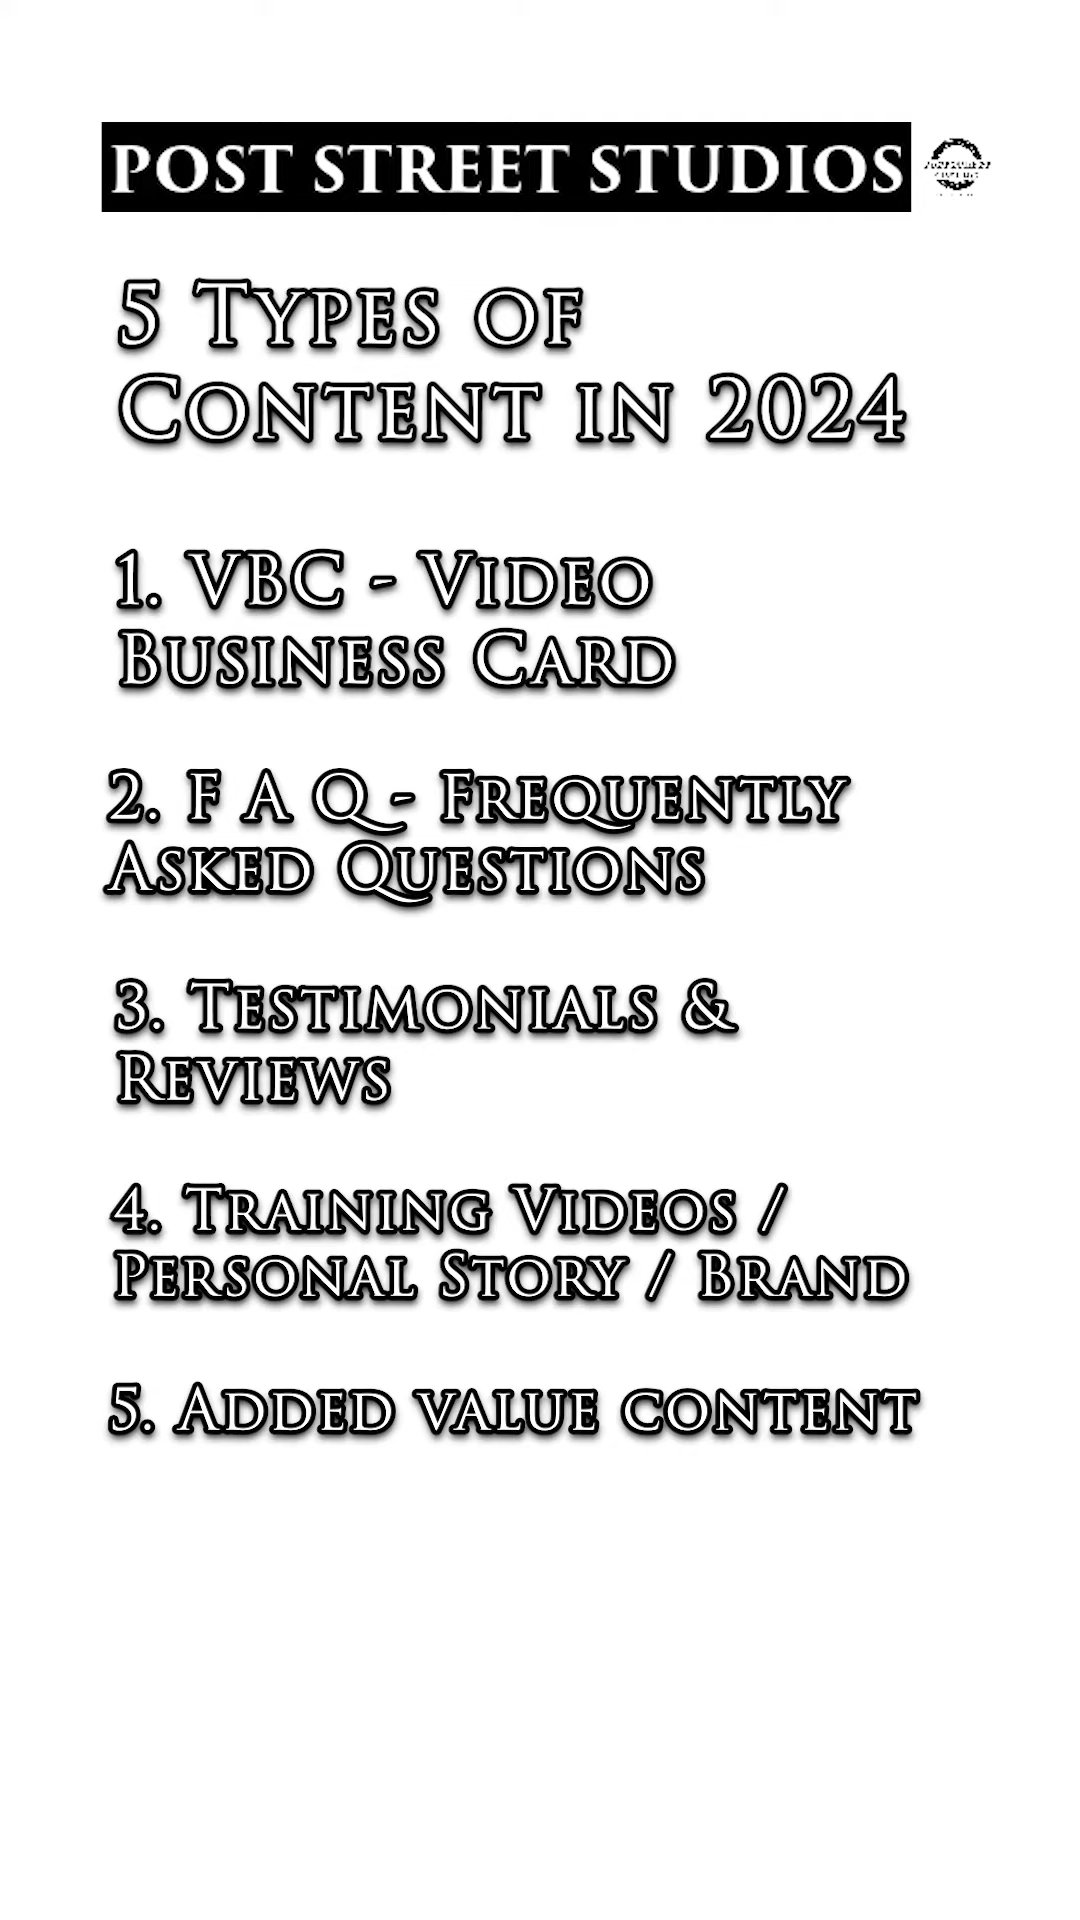 POST STREET STUDIOS
5 Types of
Content in 2024
1. VBC - Video
Business Card
2. F A Q - Frequently
Asked Questions
3. Testimonials &
Reviews
4. Training Videos /
Personal Story / Brand
5. Added value content